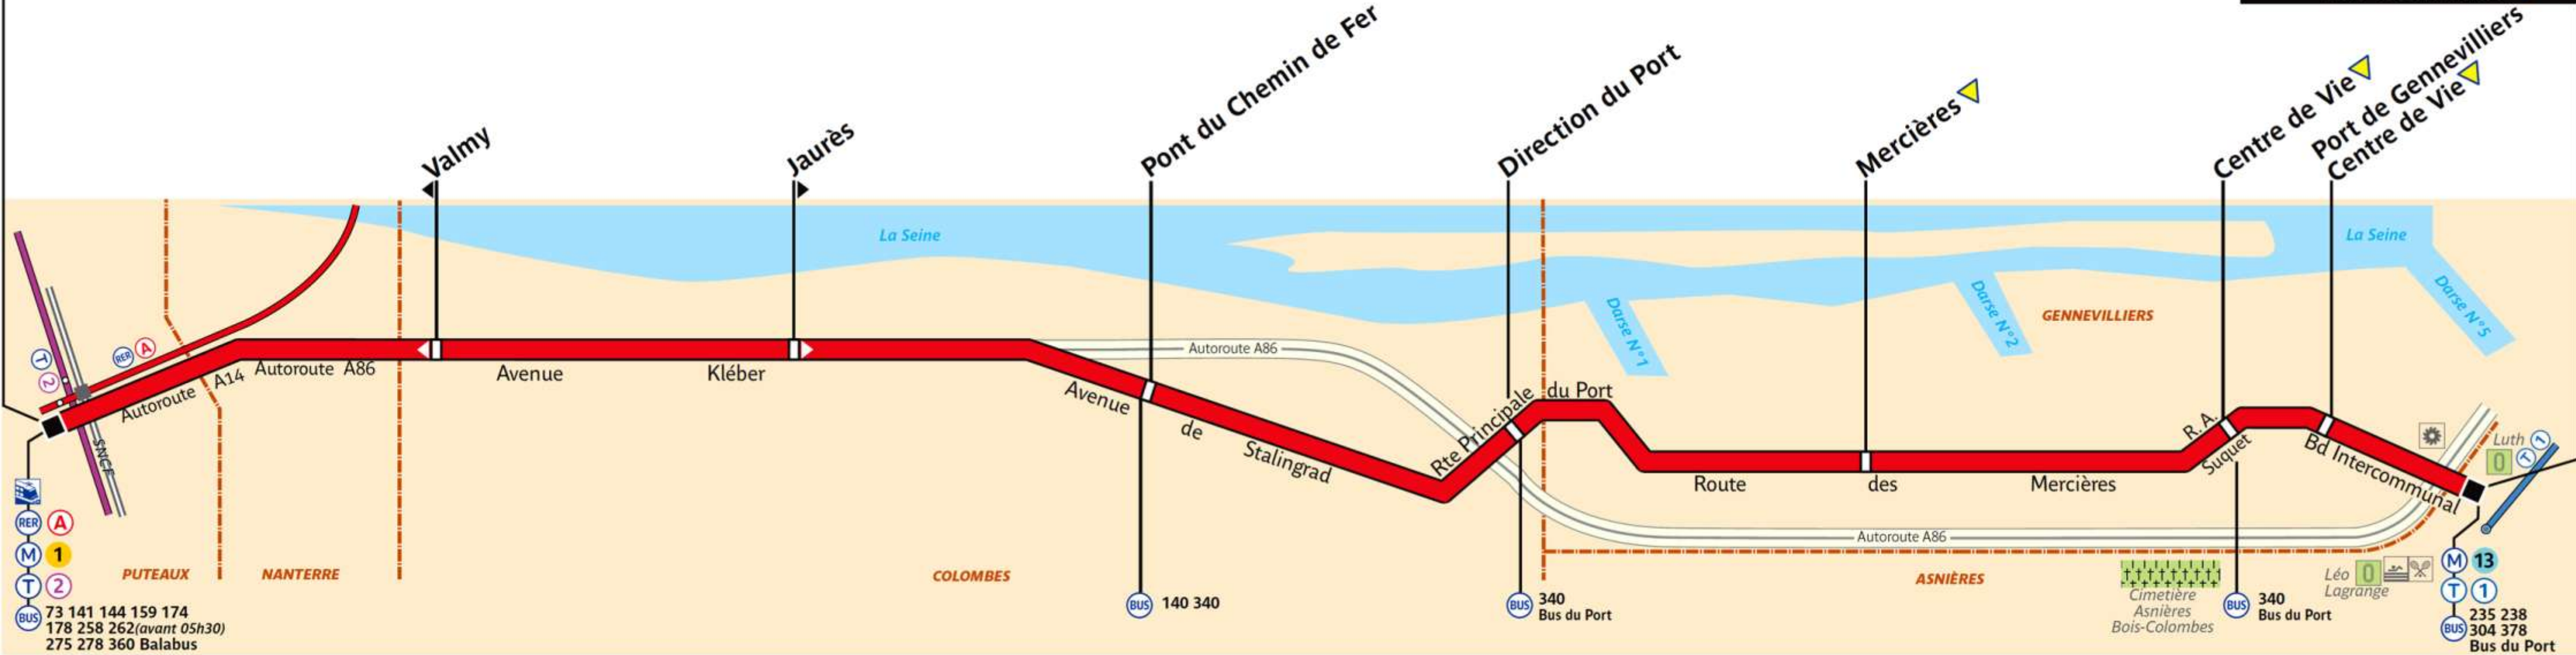 Valmy
Jaurès
Pont du Chemin de Fer
Direction du Port
Mercières
Centre de Vie
Port de Gennevilliers
Centre de Vie
La Seine
La Seine
Darse N°1
Darse N°2
Darse N°5
GENNEVILLIERS
T 2
RER A
SNCF
Autoroute A14
Autoroute A86
Avenue Kléber
Autoroute A86
Avenue de Stalingrad
Rte Principale du Port
Route des Mercières
R. A. Suquet
Bd Intercommunal
Luth T 1
0
Autoroute A86
PUTEAUX
NANTERRE
COLOMBES
ASNIÈRES
Cimetière
Asnières
Bois-Colombes
Léo
Lagrange
0
RER A
M 1
T 2
BUS 73 141 144 159 174
178 258 262(avant 05h30)
275 278 360 Balabus
BUS 140 340
BUS 340
Bus du Port
BUS 340
Bus du Port
M 13
T 1
BUS 235 238
304 378
Bus du Port